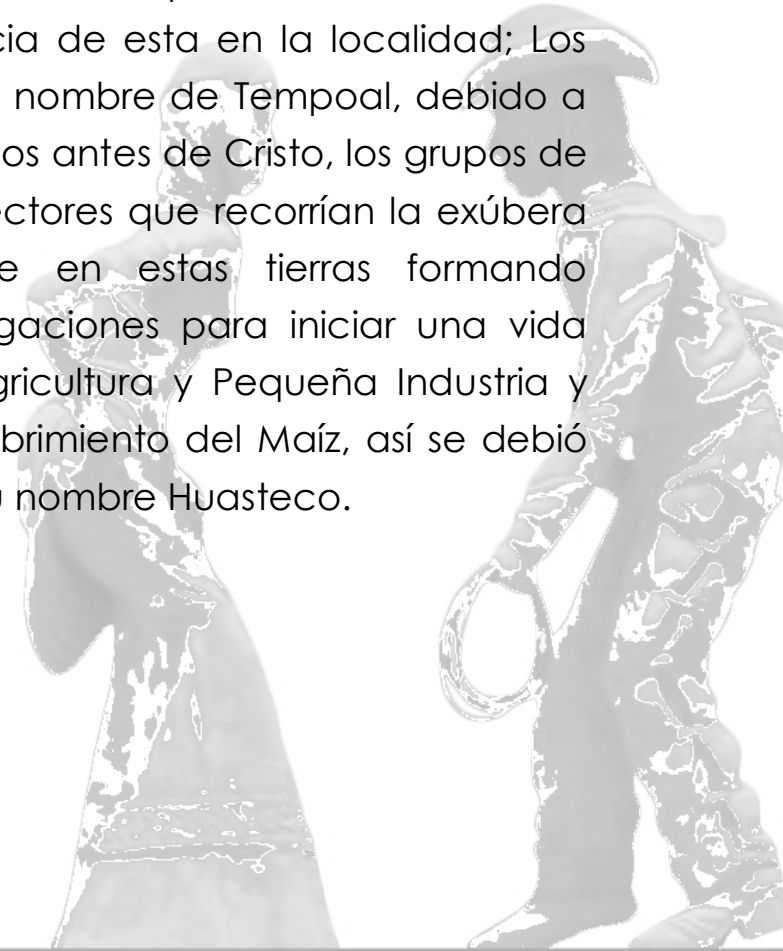 cia de esta en la localidad; Los
nombre de Tempoal, debido a
os antes de Cristo, los grupos de
ectores que recorrían la exúbera
e en estas tierras formando
gaciones para iniciar una vida
gricultura y Pequeña Industria y
brimiento del Maíz, así se debió
u nombre Huasteco.